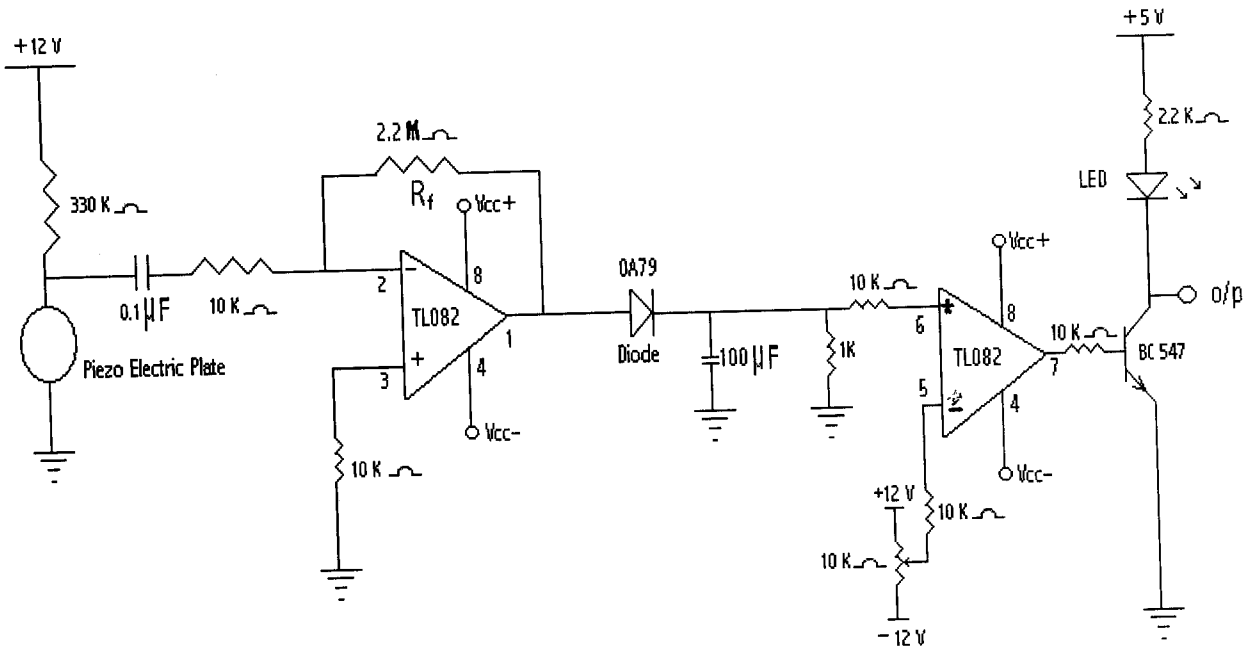 +12 V
330 K
0.1 µF
10 K
Piezo Electric Plate
2.2 M
Rf
Vcc+
2
8
TL082
1
+
3
4
Vcc-
10 K
0A79
Diode
100 µF
1K
10 K
6
Vcc+
8
TL082
7
5
4
Vcc-
+12 V
10 K
10 K
-12 V
10 K
+5 V
2.2 K
LED
o/p
BC 547